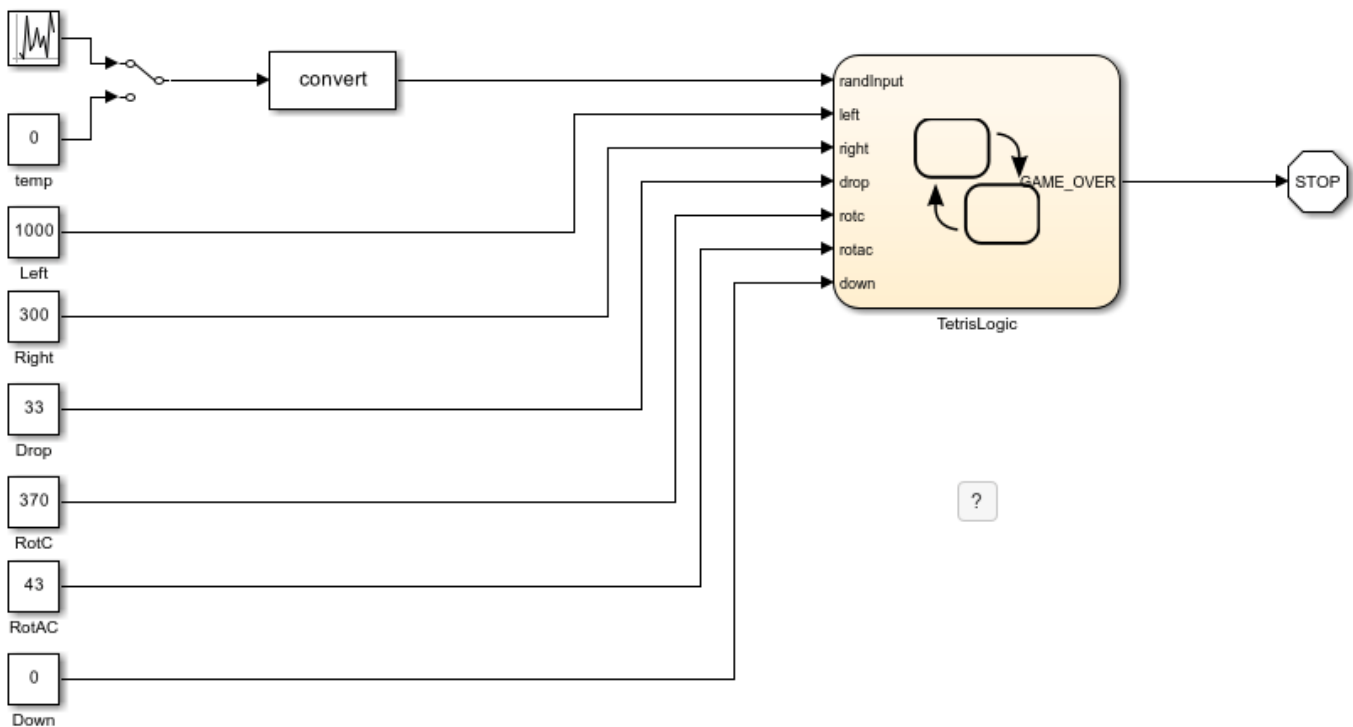 0
temp
1000
Left
300
Right
33
Drop
370
RotC
43
RotAC
0
Down
convert
randInput
left
right
drop
rotc
rotac
down
GAME_OVER
TetrisLogic
STOP
?